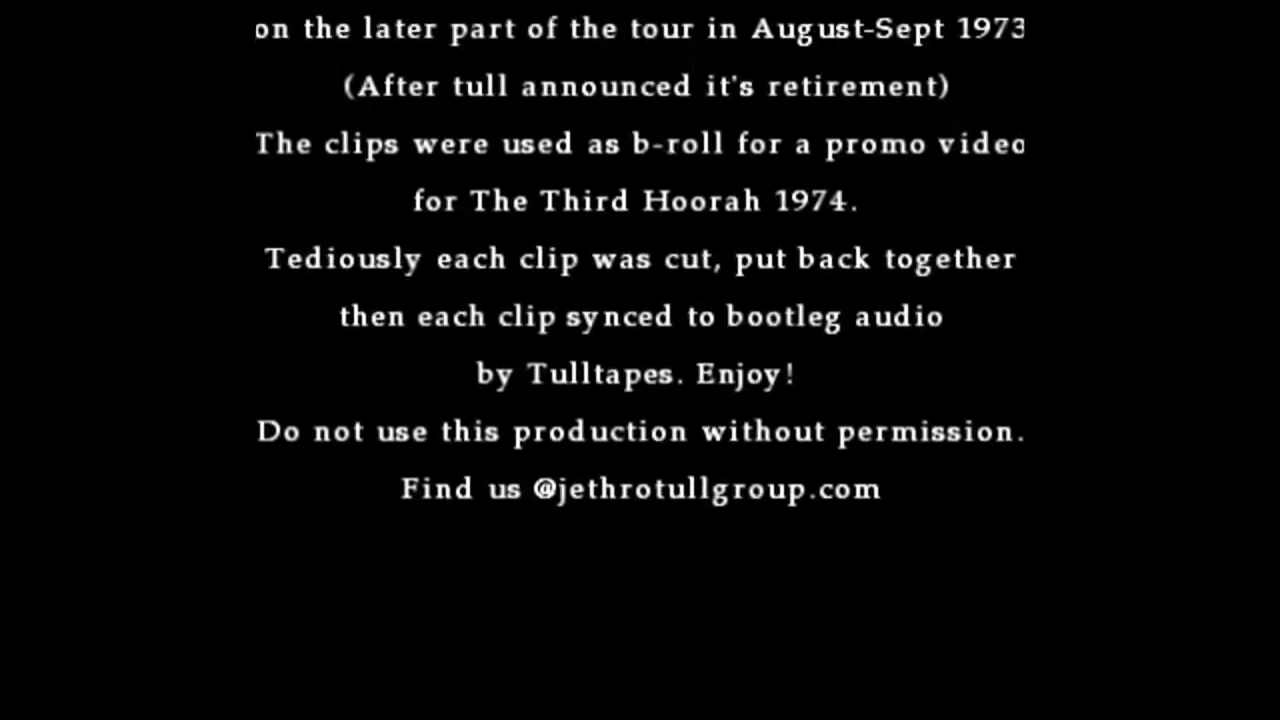 on the later part of the tour in August-Sept 1973
(After tull announced it's retirement)
The clips were used as b-roll for a promo video
for The Third Hoorah 1974.
Tediously each clip was cut, put back together
then each clip synced to bootleg audio
by Tulltapes. Enjoy!
Do not use this production without permission.
Find us @jethrotullgroup.com